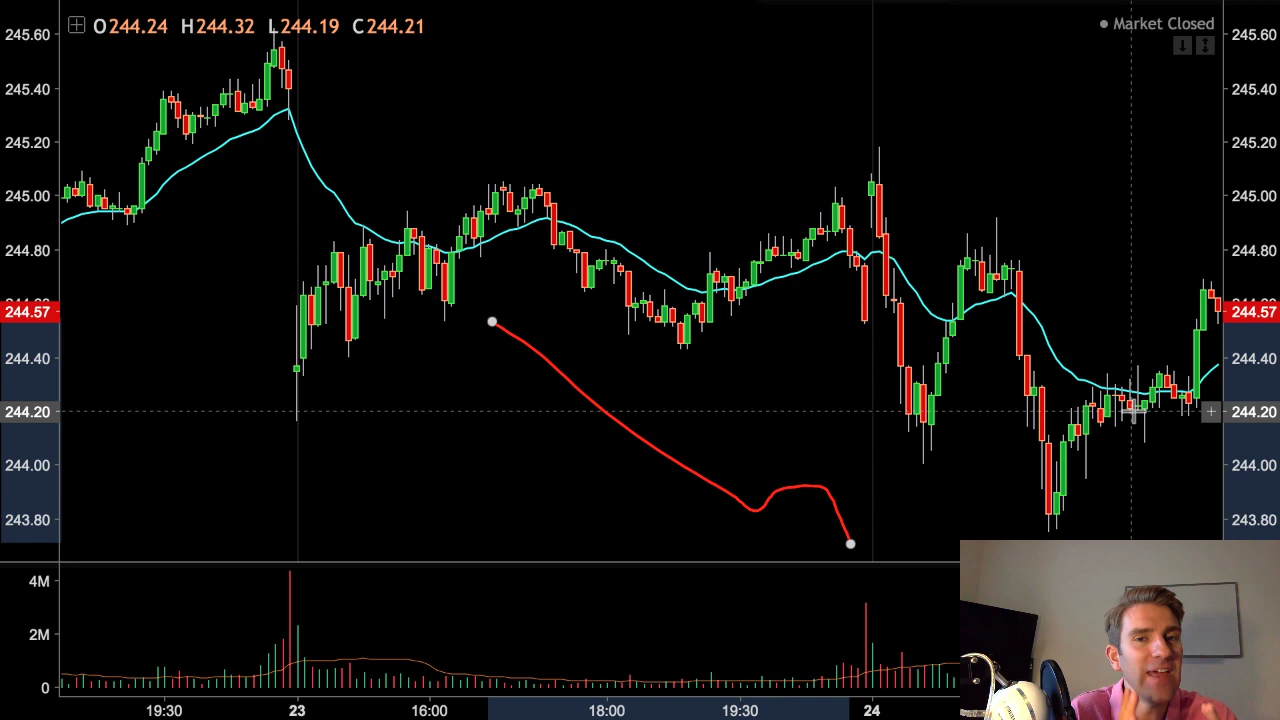 O244.24 H244.32 L244.19 C244.21
Market Closed
245.60 245.60
245.40 245.40
245.20 245.20
245.00 245.00
244.80 244.80
244.57 244.57
244.40 244.40
244.20 244.20
244.00 244.00
243.80 243.80
4M
2M
0
19:30 23 16:00 18:00 19:30 24